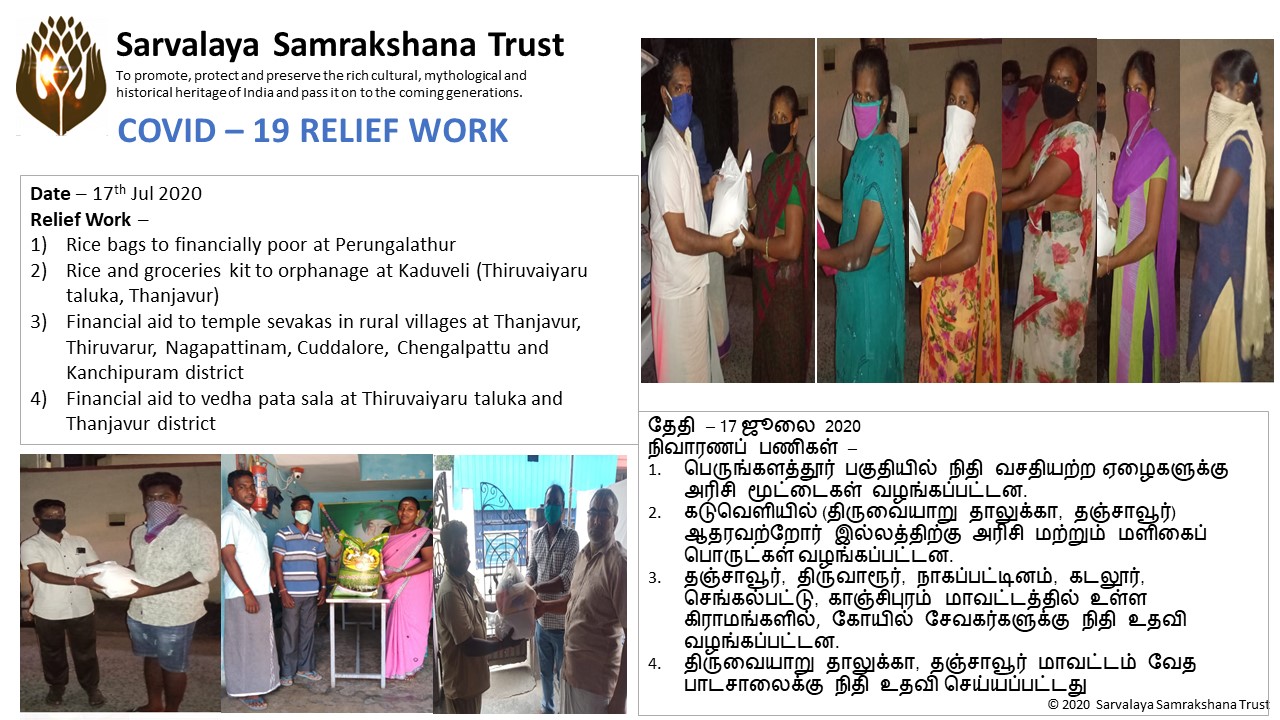 Sarvalaya Samrakshana Trust
To promote, protect and preserve the rich cultural, mythological and
historical heritage of India and pass it on to the coming generations.
COVID – 19 RELIEF WORK
Date – 17th Jul 2020
Relief Work –
1) Rice bags to financially poor at Perungalathur
2) Rice and groceries kit to orphanage at Kaduveli (Thiruvaiyaru
taluka, Thanjavur)
3) Financial aid to temple sevakas in rural villages at Thanjavur,
Thiruvarur, Nagapattinam, Cuddalore, Chengalpattu and
Kanchipuram district
4) Financial aid to vedha pata sala at Thiruvaiyaru taluka and
Thanjavur district
தேதி – 17 ஜூலை 2020
நிவாரணப் பணிகள் –
1. பெருங்களத்தூர் பகுதியில் நிதி வசதியற்ற ஏழைகளுக்கு
அரிசி மூட்டைகள் வழங்கப்பட்டன.
2. கடுவெளியில் (திருவையாறு தாலுக்கா, தஞ்சாவூர்)
ஆதரவற்றோர் இல்லத்திற்கு அரிசி மற்றும் மளிகைப்
பொருட்கள் வழங்கப்பட்டன.
3. தஞ்சாவூர், திருவாரூர், நாகப்பட்டினம், கடலூர்,
செங்கல்பட்டு, காஞ்சிபுரம் மாவட்டத்தில் உள்ள
கிராமங்களில், கோயில் சேவகர்களுக்கு நிதி உதவி
வழங்கப்பட்டன.
4. திருவையாறு தாலுக்கா, தஞ்சாவூர் மாவட்டம் வேத
பாடசாலைக்கு நிதி உதவி செய்யப்பட்டது
© 2020 Sarvalaya Samrakshana Trust